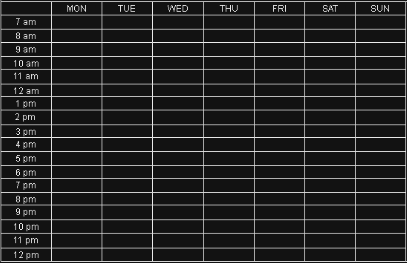 MON TUE WED THU FRI SAT SUN
7 am
8 am
9 am
10 am
11 am
12 am
1 pm
2 pm
3 pm
4 pm
5 pm
6 pm
7 pm
8 pm
9 pm
10 pm
11 pm
12 pm